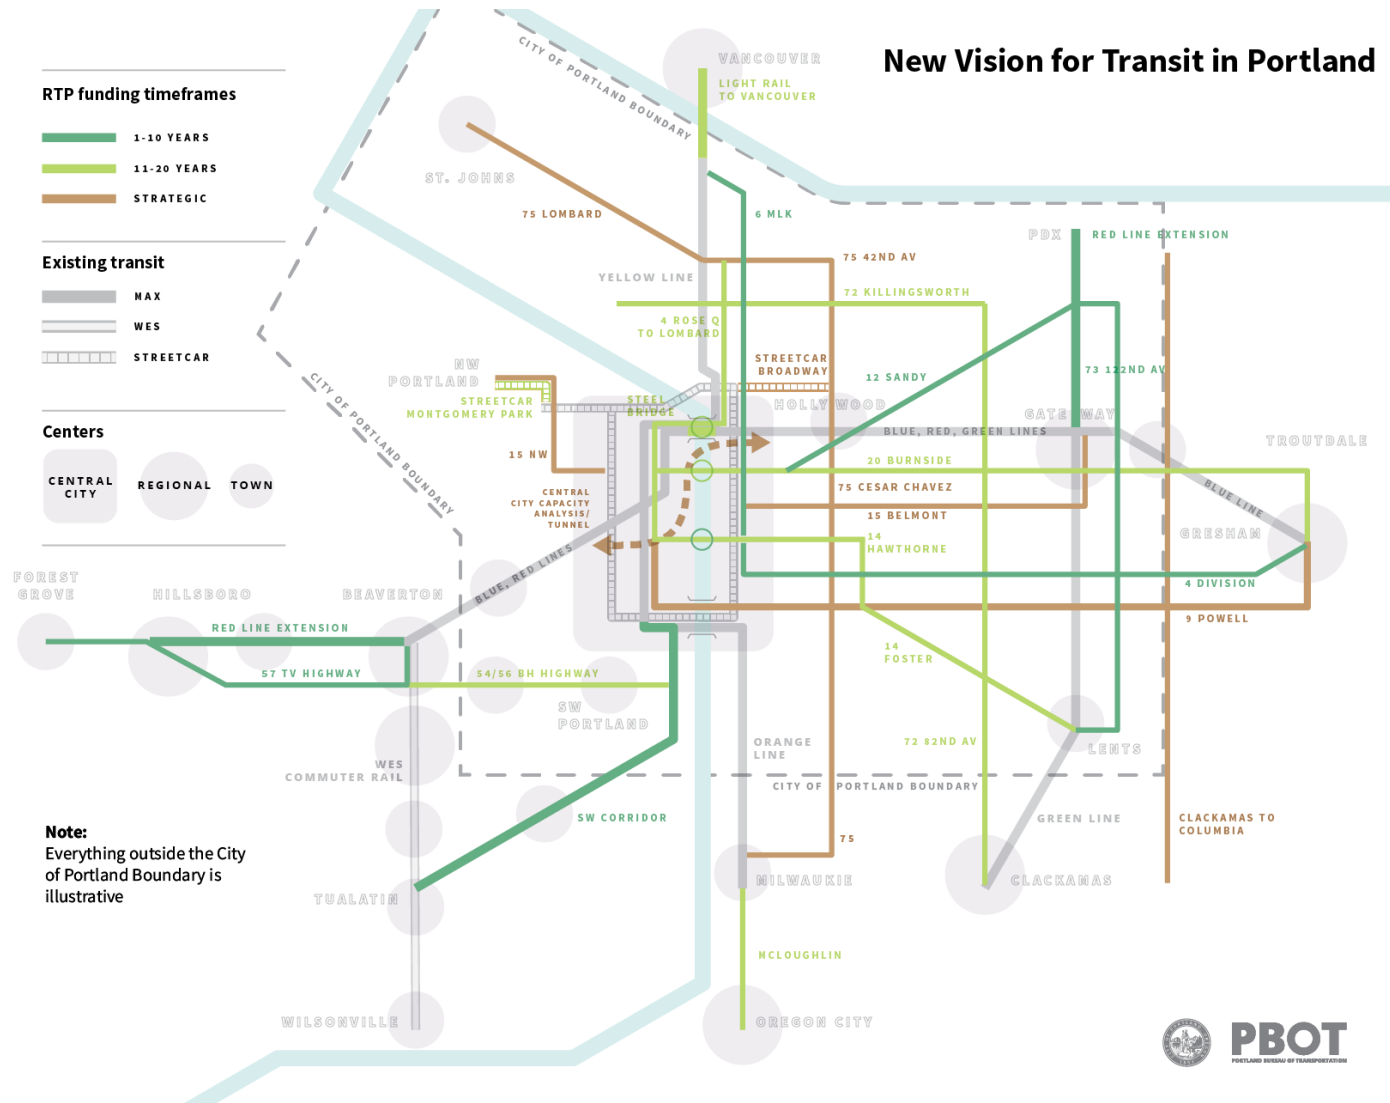 New Vision for Transit in Portland
RTP funding timeframes
1-10 YEARS
11-20 YEARS
STRATEGIC
Existing transit
MAX
WES
STREETCAR
Centers
CENTRAL
CITY
REGIONAL
TOWN
CITY OF PORTLAND BOUNDARY
VANCOUVER
LIGHT RAIL
TO VANCOUVER
ST. JOHNS
75 LOMBARD
6 MLK
PDX
RED LINE EXTENSION
YELLOW LINE
75 42ND AV
72 KILLINGSWORTH
4 ROSE Q
TO LOMBARD
STREETCAR
BROADWAY
NW
PORTLAND
12 SANDY
73 122ND AV
STREETCAR
MONTGOMERY PARK
STEEL
BRIDGE
HOLLYWOOD
GATEWAY
CITY OF PORTLAND BOUNDARY
BLUE, RED, GREEN LINES
TROUTDALE
15 NW
20 BURNSIDE
75 CESAR CHAVEZ
BLUE LINE
CENTRAL
CITY CAPACITY
ANALYSIS/
TUNNEL
15 BELMONT
14
HAWTHORNE
GRESHAM
BLUE, RED LINES
FOREST
GROVE
HILLSBORO
BEAVERTON
4 DIVISION
9 POWELL
RED LINE EXTENSION
57 TV HIGHWAY
54/56 BH HIGHWAY
14
FOSTER
SW
PORTLAND
ORANGE
LINE
72 82ND AV
LENTS
WES
COMMUTER RAIL
CITY OF PORTLAND BOUNDARY
SW CORRIDOR
GREEN LINE
CLACKAMAS TO
COLUMBIA
75
Note:
Everything outside the City
of Portland Boundary is
illustrative
MILWAUKIE
CLACKAMAS
TUALATIN
MCLOUGHLIN
WILSONVILLE
OREGON CITY
PBOT
PORTLAND BUREAU OF TRANSPORTATION